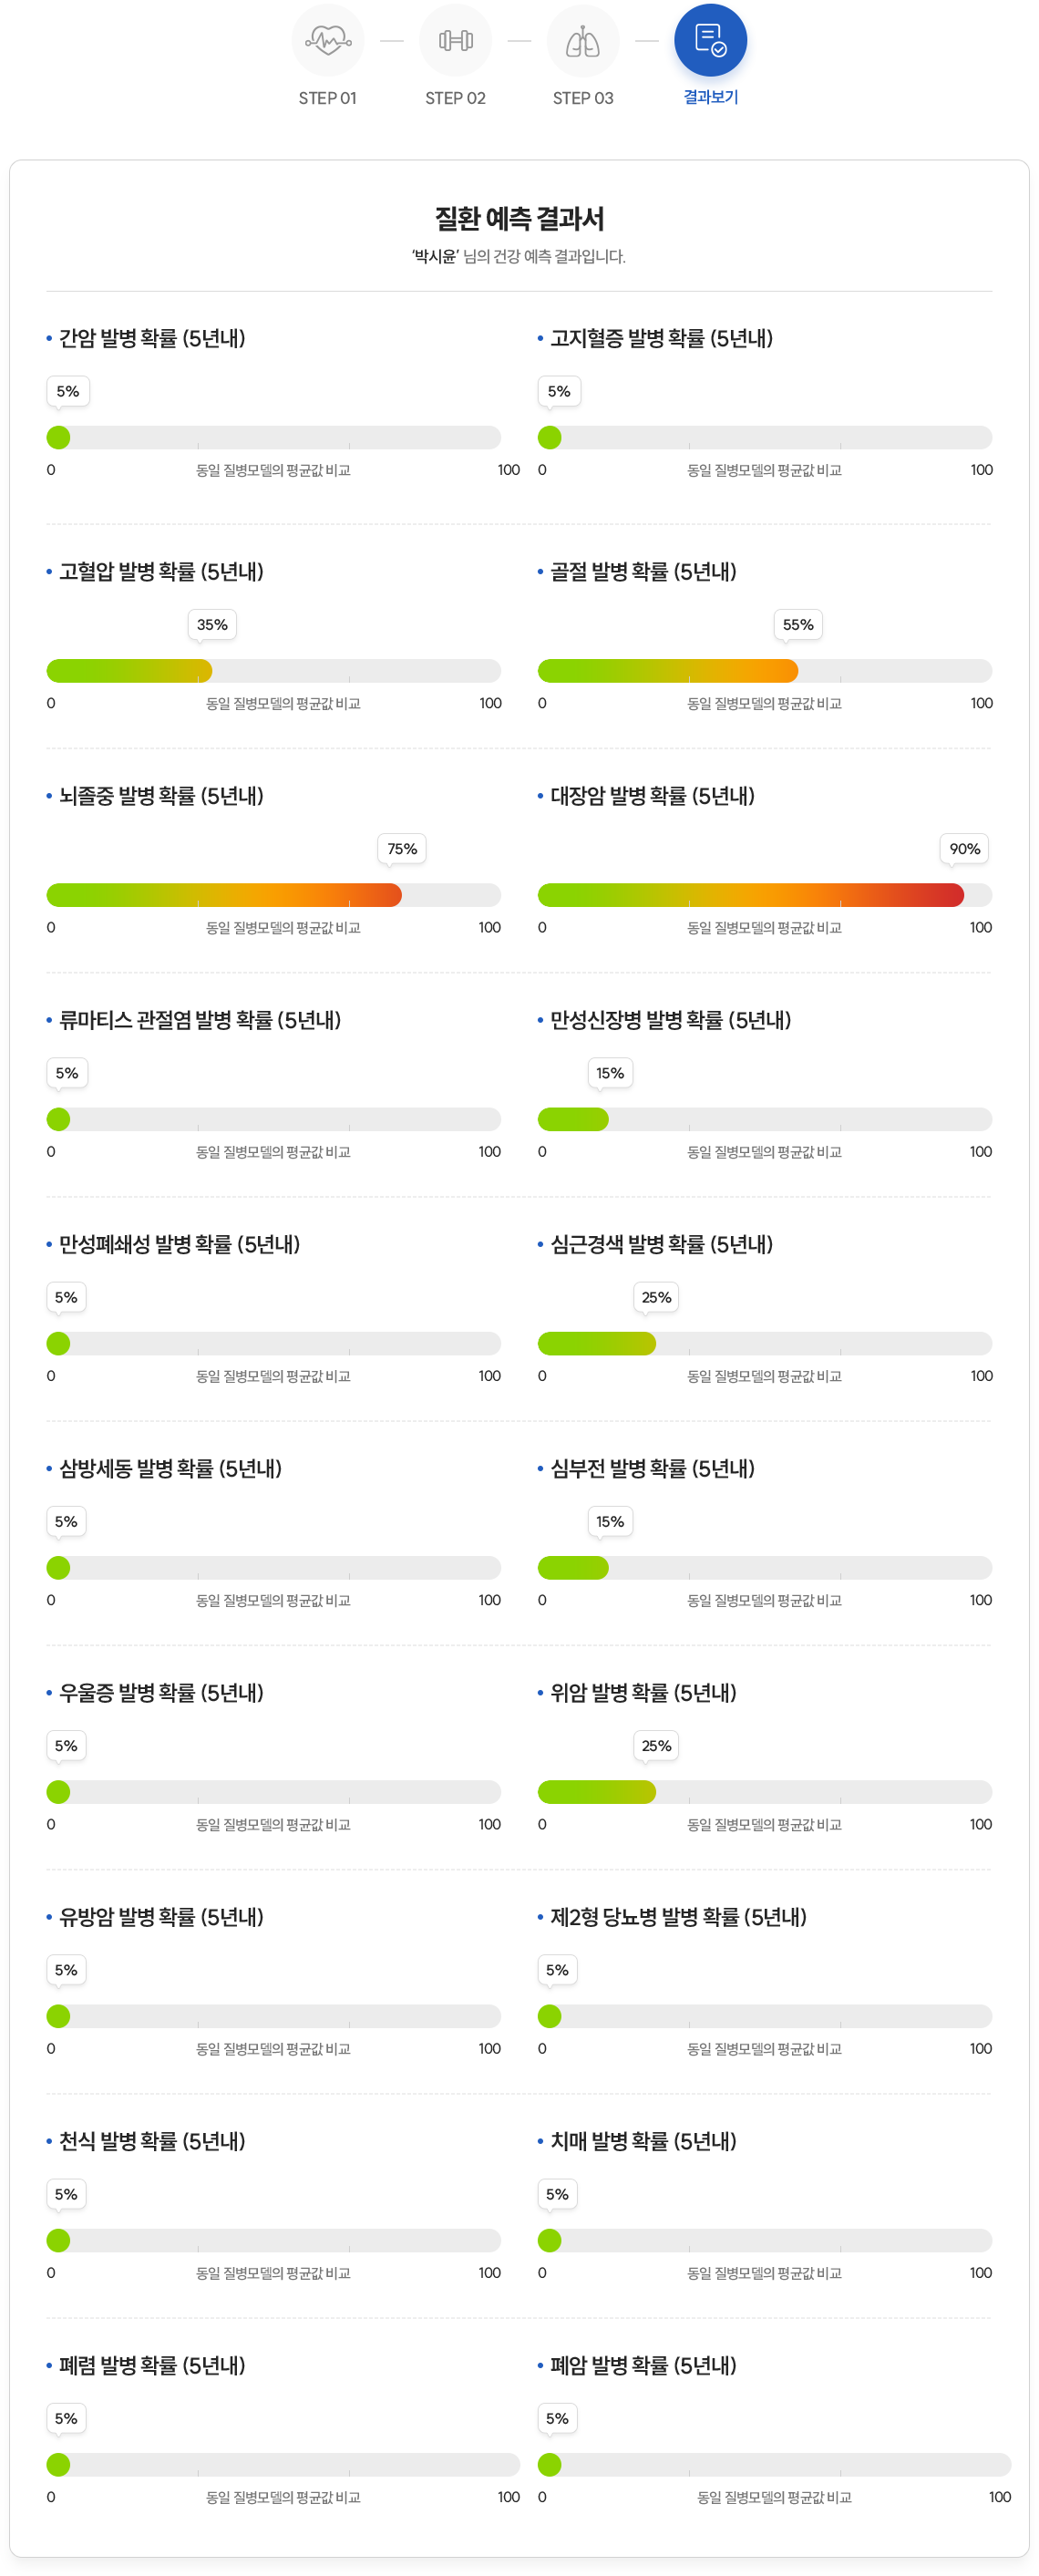 STEP 01 STEP 02 STEP 03 결과보기
질환 예측 결과서
‘박시윤’ 님의 건강 예측 결과입니다.
• 간암 발병 확률 (5년내)
5%
0 동일 질병모델의 평균값 비교 100
• 고지혈증 발병 확률 (5년내)
5%
0 동일 질병모델의 평균값 비교 100
• 고혈압 발병 확률 (5년내)
35%
0 동일 질병모델의 평균값 비교 100
• 골절 발병 확률 (5년내)
55%
0 동일 질병모델의 평균값 비교 100
• 뇌졸중 발병 확률 (5년내)
75%
0 동일 질병모델의 평균값 비교 100
• 대장암 발병 확률 (5년내)
90%
0 동일 질병모델의 평균값 비교 100
• 류마티스 관절염 발병 확률 (5년내)
5%
0 동일 질병모델의 평균값 비교 100
• 만성신장병 발병 확률 (5년내)
15%
0 동일 질병모델의 평균값 비교 100
• 만성폐쇄성 발병 확률 (5년내)
5%
0 동일 질병모델의 평균값 비교 100
• 심근경색 발병 확률 (5년내)
25%
0 동일 질병모델의 평균값 비교 100
• 삼방세동 발병 확률 (5년내)
5%
0 동일 질병모델의 평균값 비교 100
• 심부전 발병 확률 (5년내)
15%
0 동일 질병모델의 평균값 비교 100
• 우울증 발병 확률 (5년내)
5%
0 동일 질병모델의 평균값 비교 100
• 위암 발병 확률 (5년내)
25%
0 동일 질병모델의 평균값 비교 100
• 유방암 발병 확률 (5년내)
5%
0 동일 질병모델의 평균값 비교 100
• 제2형 당뇨병 발병 확률 (5년내)
5%
0 동일 질병모델의 평균값 비교 100
• 천식 발병 확률 (5년내)
5%
0 동일 질병모델의 평균값 비교 100
• 치매 발병 확률 (5년내)
5%
0 동일 질병모델의 평균값 비교 100
• 폐렴 발병 확률 (5년내)
5%
0 동일 질병모델의 평균값 비교 100
• 폐암 발병 확률 (5년내)
5%
0 동일 질병모델의 평균값 비교 100